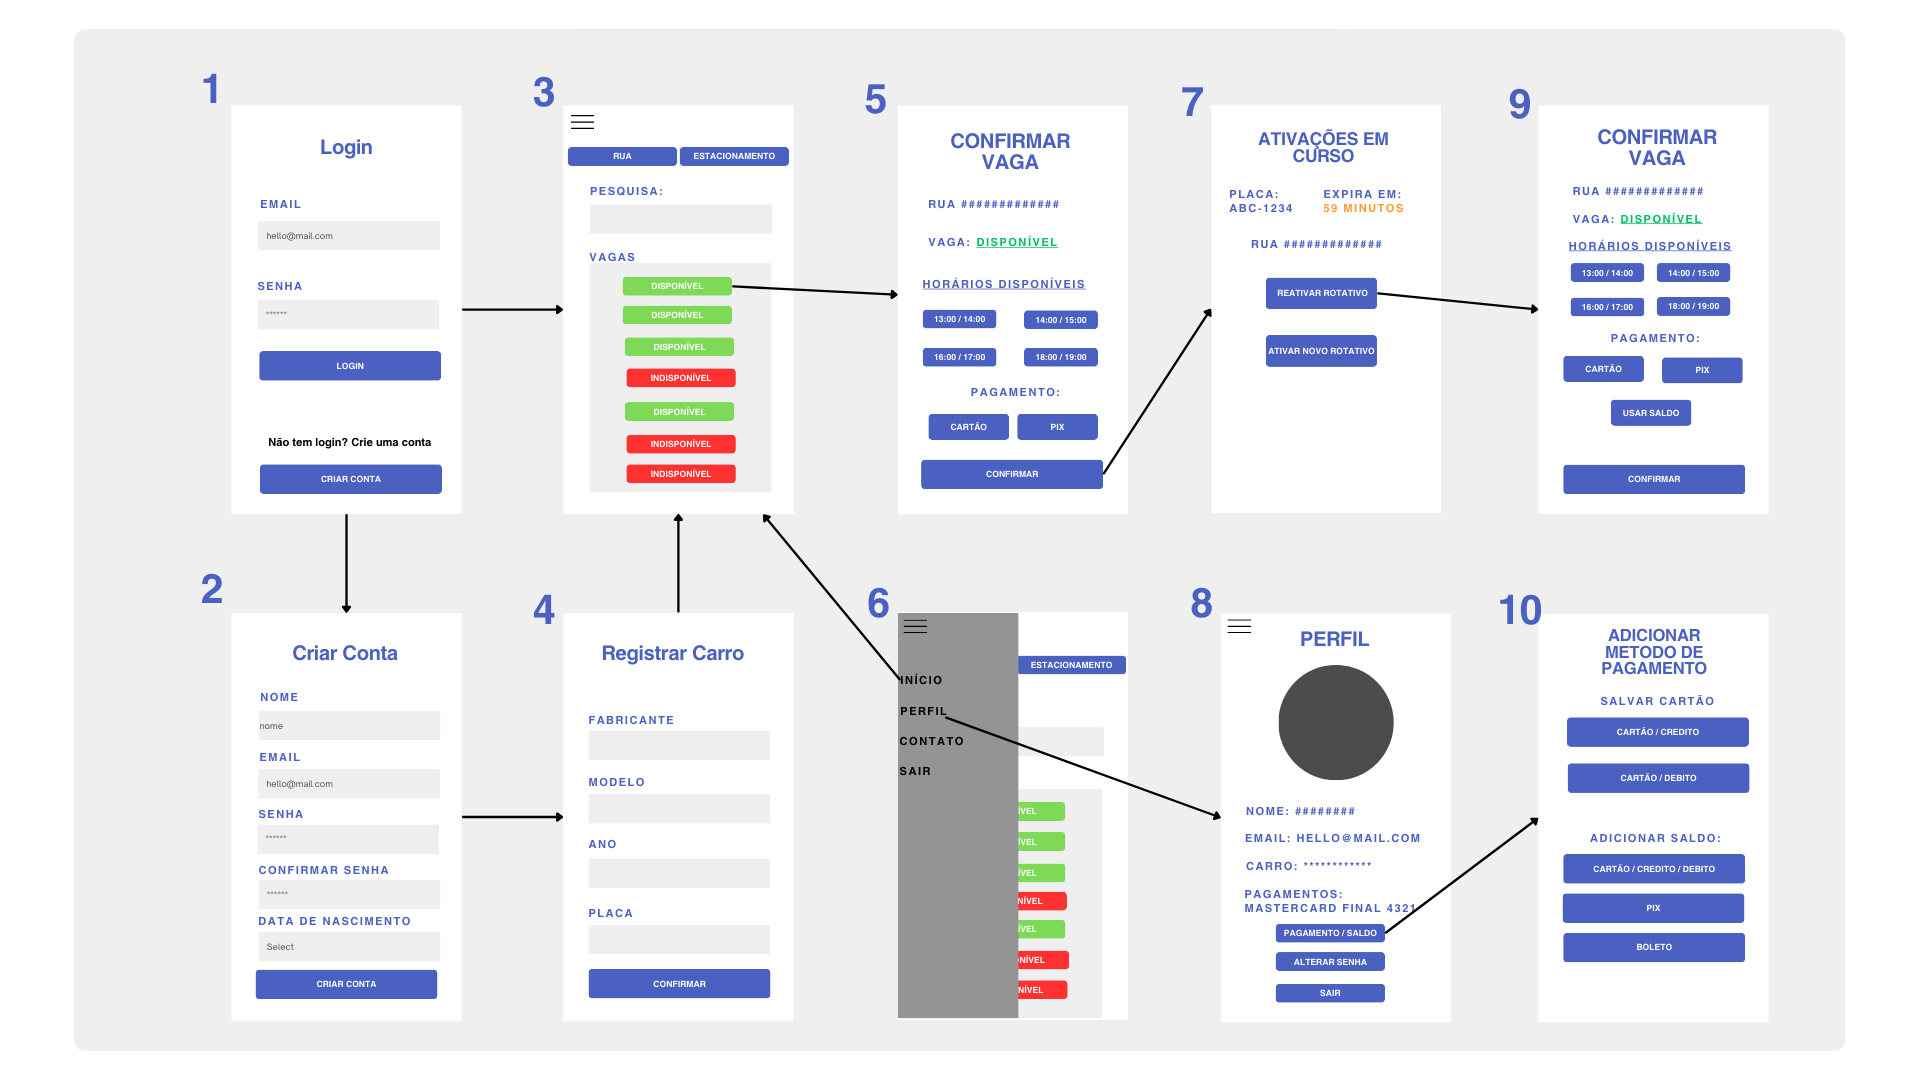 1
Login
EMAIL
hello@mail.com
SENHA
******
LOGIN
Não tem login? Crie uma conta
CRIAR CONTA
3
RUA
ESTACIONAMENTO
PESQUISA:
VAGAS
DISPONÍVEL
DISPONÍVEL
DISPONÍVEL
INDISPONÍVEL
DISPONÍVEL
INDISPONÍVEL
INDISPONÍVEL
5
CONFIRMAR
VAGA
RUA #############
VAGA: DISPONÍVEL
HORÁRIOS DISPONÍVEIS
13:00 / 14:00
14:00 / 15:00
16:00 / 17:00
18:00 / 19:00
PAGAMENTO:
CARTÃO
PIX
CONFIRMAR
7
ATIVAÇÕES EM
CURSO
PLACA:
ABC-1234
EXPIRA EM:
59 MINUTOS
RUA #############
REATIVAR ROTATIVO
ATIVAR NOVO ROTATIVO
9
CONFIRMAR
VAGA
RUA #############
VAGA: DISPONÍVEL
HORÁRIOS DISPONÍVEIS
13:00 / 14:00
14:00 / 15:00
16:00 / 17:00
18:00 / 19:00
PAGAMENTO:
CARTÃO
PIX
USAR SALDO
CONFIRMAR
2
Criar Conta
NOME
nome
EMAIL
hello@mail.com
SENHA
******
CONFIRMAR SENHA
******
DATA DE NASCIMENTO
Select
CRIAR CONTA
4
Registrar Carro
FABRICANTE
MODELO
ANO
PLACA
CONFIRMAR
6
ESTACIONAMENTO
INÍCIO
PERFIL
CONTATO
SAIR
ÍVEL
ÍVEL
ÍVEL
NÍVEL
ÍVEL
NÍVEL
NÍVEL
8
PERFIL
NOME: ########
EMAIL: HELLO@MAIL.COM
CARRO: ************
PAGAMENTOS:
MASTERCARD FINAL 4321
PAGAMENTO / SALDO
ALTERAR SENHA
SAIR
10
ADICIONAR
METODO DE
PAGAMENTO
SALVAR CARTÃO
CARTÃO / CREDITO
CARTÃO / DEBITO
ADICIONAR SALDO:
CARTÃO / CREDITO / DEBITO
PIX
BOLETO